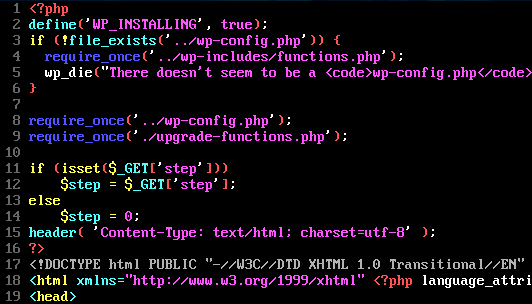 1 <?php
2 define('WP_INSTALLING', true);
3 if (!file_exists('../wp-config.php')) {
4   require_once('../wp-includes/functions.php');
5   wp_die("There doesn't seem to be a <code>wp-config.php</code>
6 }
7
8 require_once('../wp-config.php');
9 require_once('./upgrade-functions.php');
10
11 if (isset($_GET['step']))
12     $step = $_GET['step'];
13 else
14     $step = 0;
15 header( 'Content-Type: text/html; charset=utf-8' );
16 ?>
17 <!DOCTYPE html PUBLIC "-//W3C//DTD XHTML 1.0 Transitional//EN"
18 <html xmlns="http://www.w3.org/1999/xhtml" <?php language_attri
19 <head>